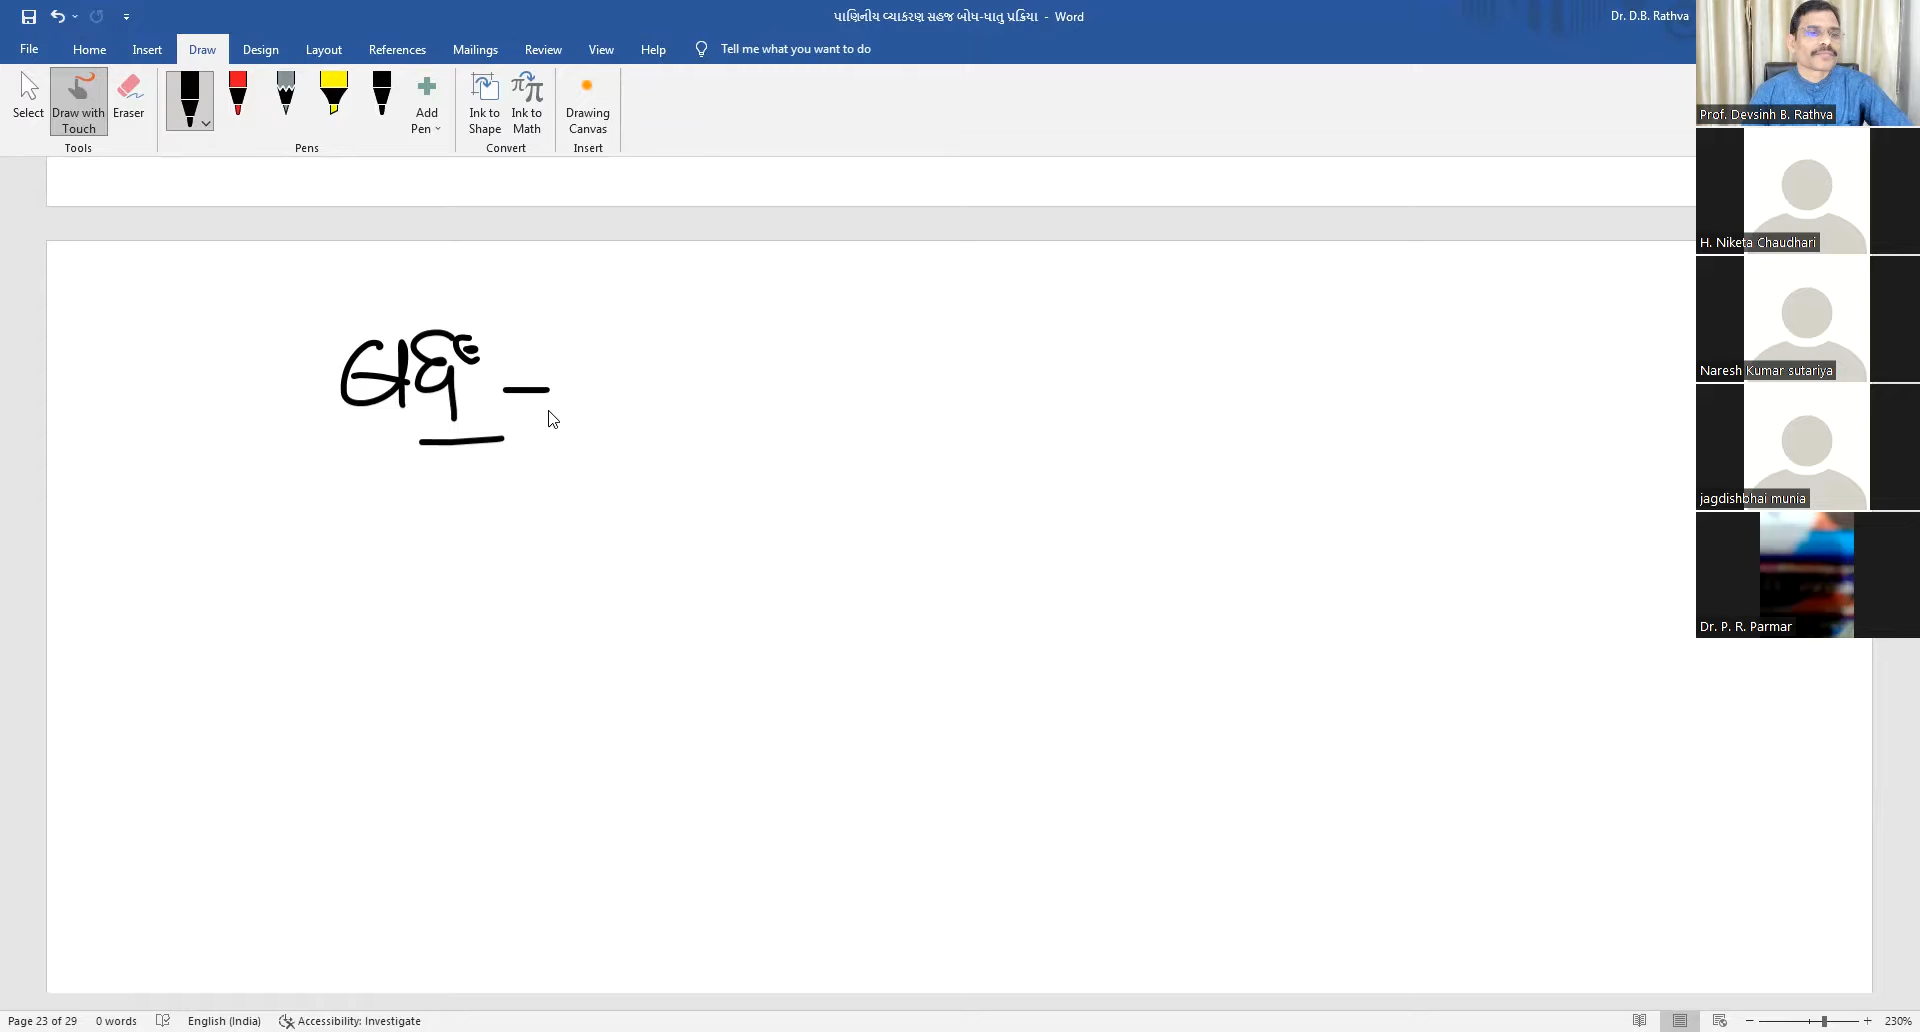 પાણિનીય વ્યાકરણ સહજ બોધ-ધાતુ પ્રક્રિયા - Word
Dr. D.B. Rathva
File Home Insert Draw Design Layout References Mailings Review View Help Tell me what you want to do
Select
Draw with Touch
Eraser
Add Pen
Ink to Shape
Ink to Math
Drawing Canvas
Tools
Pens
Convert
Insert
Prof. Devsinh B. Rathva
H. Niketa Chaudhari
Naresh Kumar sutariya
jagdishbhai munia
Dr. P. R. Parmar
Page 23 of 29 0 words English (India) Accessibility: Investigate 230%